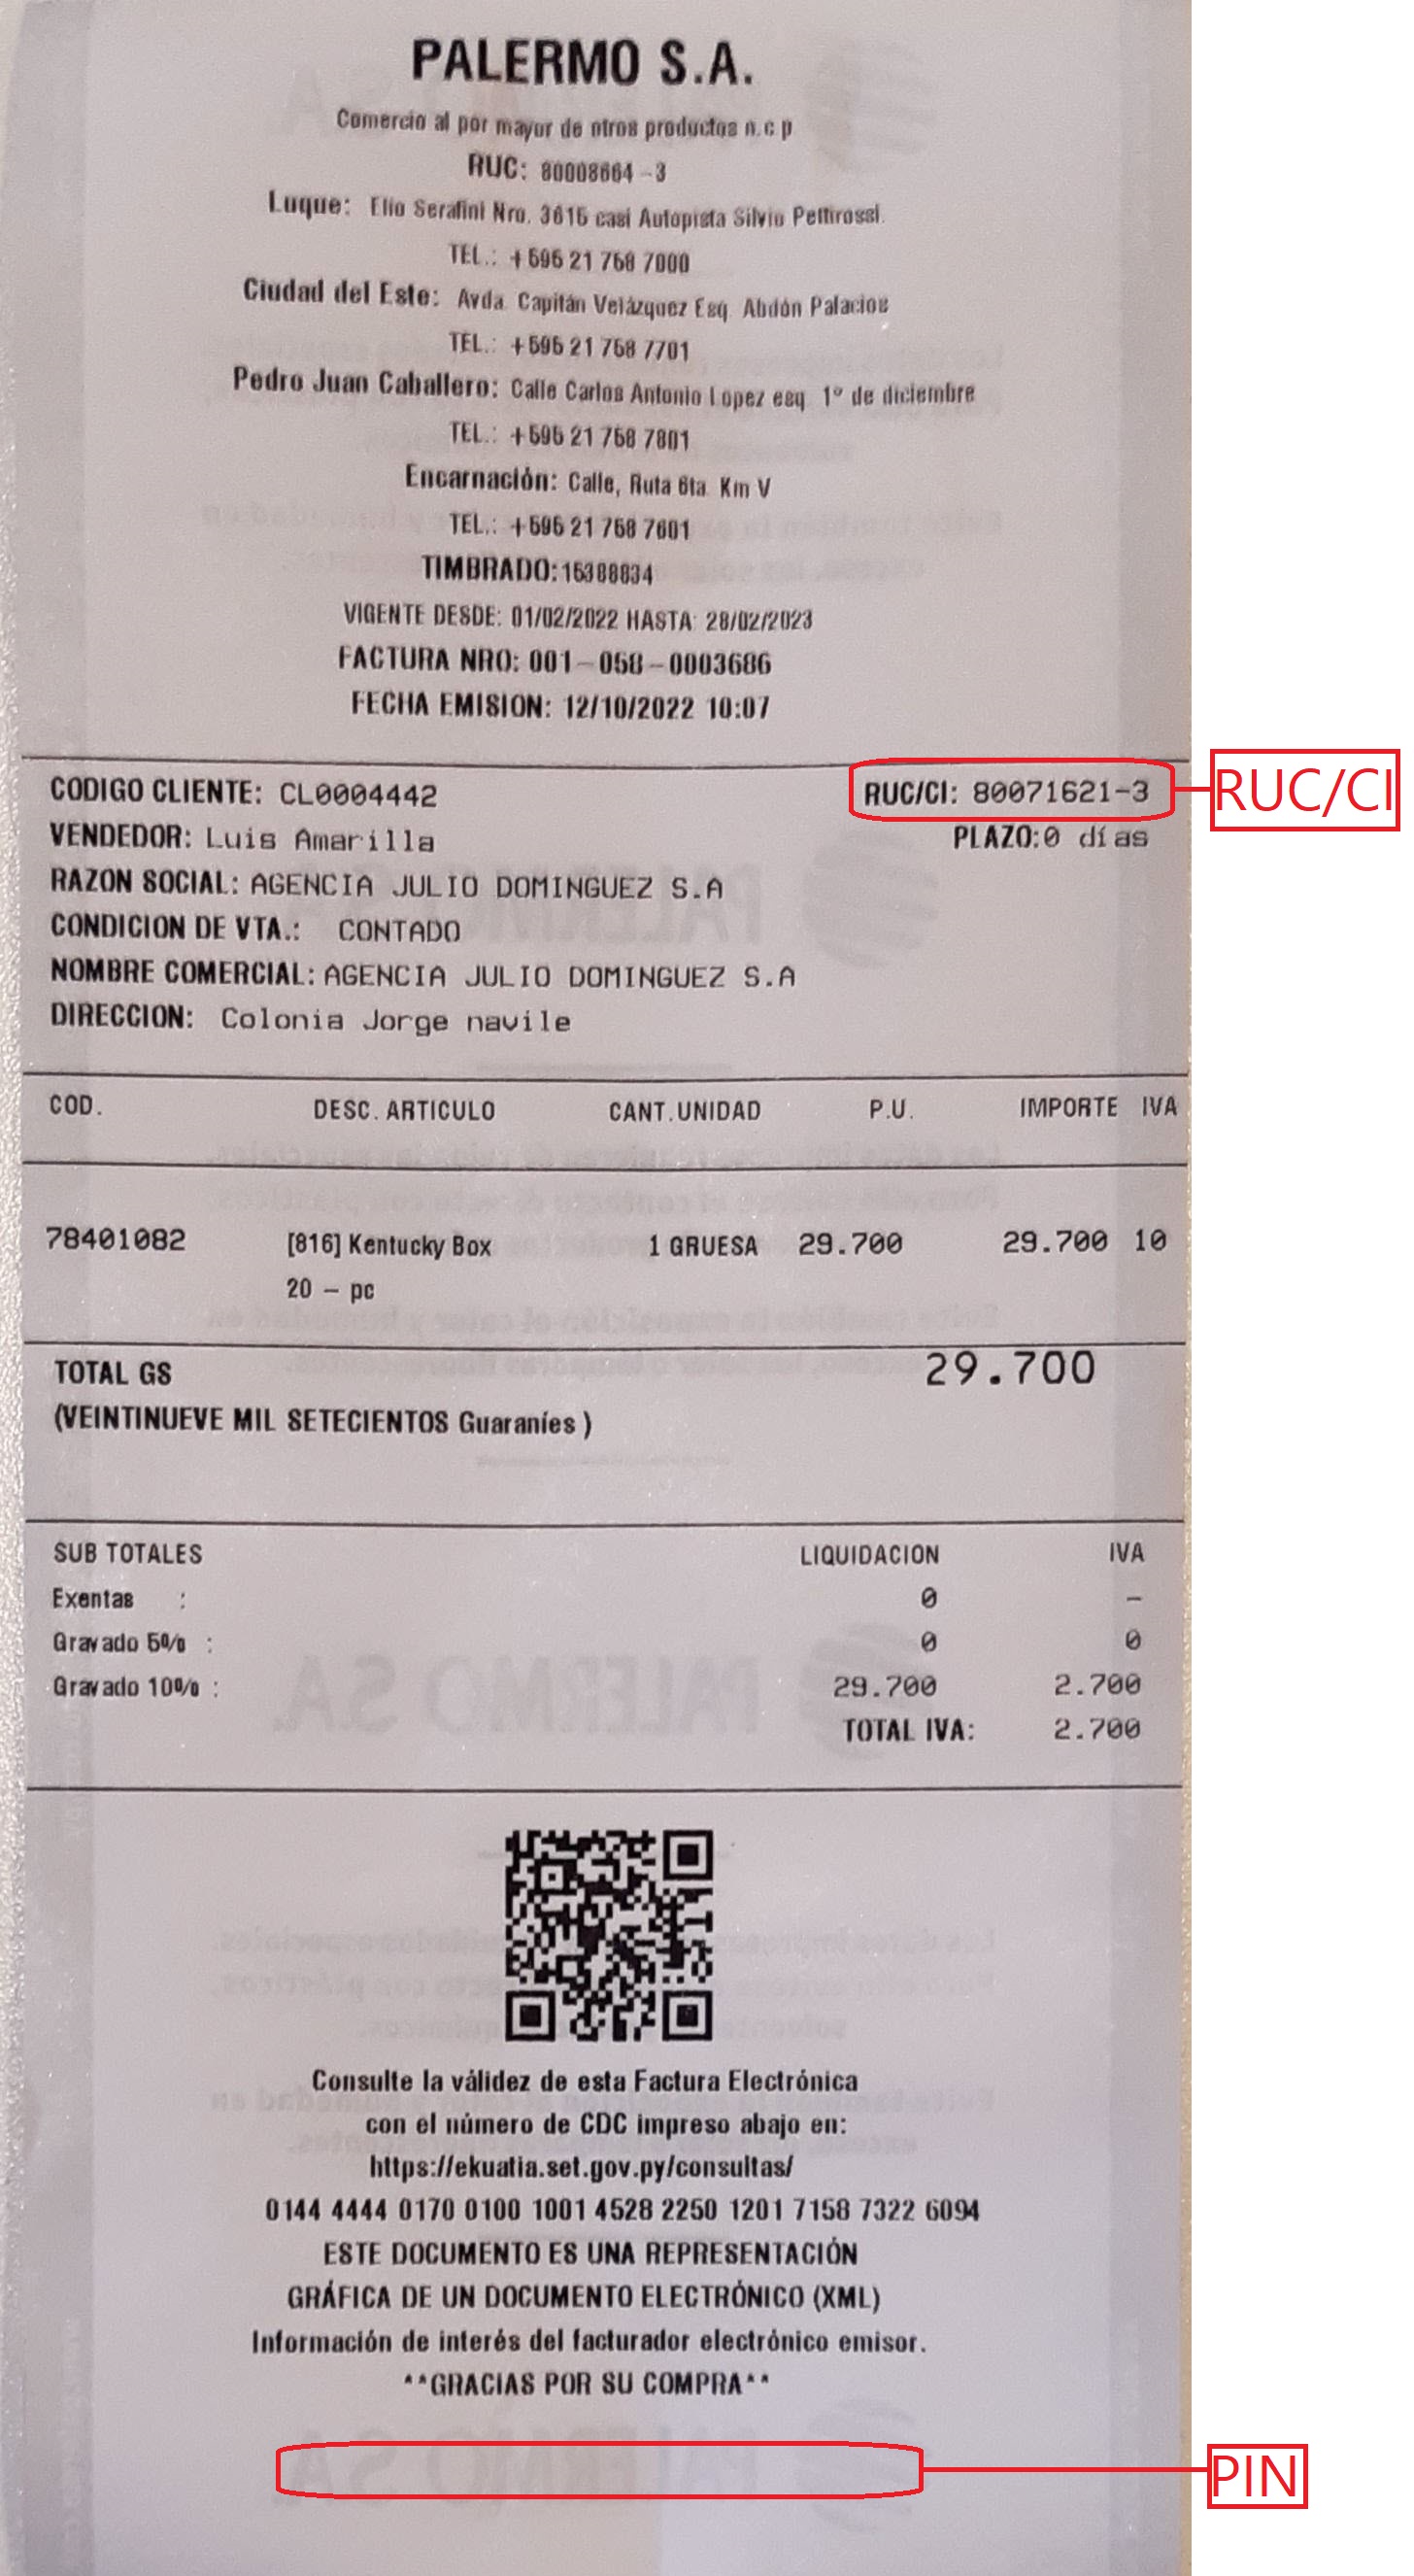 PALERMO S.A.
Comercio al por mayor de otros productos n.c.p
RUC: 80008664-3
Luque: Elio Serafini Nro. 3615 casi Autopista Silvio Pettirossi.
TEL.: +595 21 758 7000
Ciudad del Este: Avda. Capitán Velázquez Esq. Abdón Palacios
TEL.: +595 21 758 7701
Pedro Juan Caballero: Calle Carlos Antonio Lopez esq. 1° de diciembre
TEL.: +595 21 758 7801
Encarnación: Calle, Ruta 6ta. Km V
TEL.: +595 21 758 7601
TIMBRADO:15388834
VIGENTE DESDE: 01/02/2022 HASTA: 28/02/2023
FACTURA NRO: 001-058-0003686
FECHA EMISION: 12/10/2022 10:07
CODIGO CLIENTE: CL0004442 RUC/CI: 80071621-3 RUC/CI
VENDEDOR: Luis Amarilla PLAZO:0 días
RAZON SOCIAL: AGENCIA JULIO DOMINGUEZ S.A
CONDICION DE VTA.: CONTADO
NOMBRE COMERCIAL: AGENCIA JULIO DOMINGUEZ S.A
DIRECCION: Colonia Jorge navile
COD. DESC. ARTICULO CANT.UNIDAD P.U. IMPORTE IVA
78401082 [816] Kentucky Box 1 GRUESA 29.700 29.700 10
20 - pc
TOTAL GS 29.700
(VEINTINUEVE MIL SETECIENTOS Guaraníes )
SUB TOTALES LIQUIDACION IVA
Exentas : 0 -
Gravado 5% : 0 0
Gravado 10% : 29.700 2.700
TOTAL IVA: 2.700
Consulte la válidez de esta Factura Electrónica
con el número de CDC impreso abajo en:
https://ekuatia.set.gov.py/consultas/
0144 4444 0170 0100 1001 4528 2250 1201 7158 7322 6094
ESTE DOCUMENTO ES UNA REPRESENTACIÓN
GRÁFICA DE UN DOCUMENTO ELECTRÓNICO (XML)
Información de interés del facturador electrónico emisor.
**GRACIAS POR SU COMPRA**
PIN